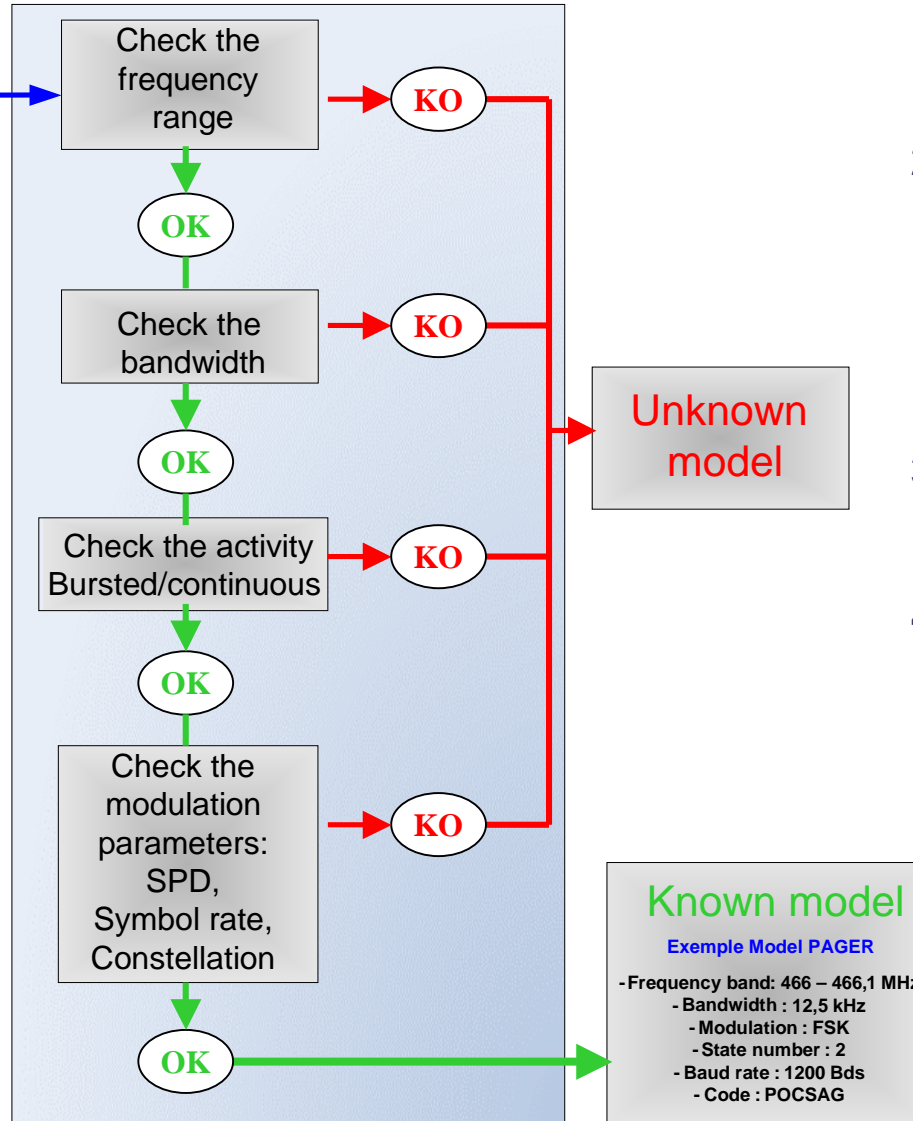 Check the
frequency
range
KO
OK
Check the
bandwidth
KO
OK
Unknown
model
Check the activity
Bursted/continuous
KO
OK
Check the
modulation
parameters:
SPD,
Symbol rate,
Constellation
KO
OK
Known model
Exemple Model PAGER
- Frequency band: 466 – 466,1 MHz
- Bandwidth : 12,5 kHz
- Modulation : FSK
- State number : 2
- Baud rate : 1200 Bds
- Code : POCSAG